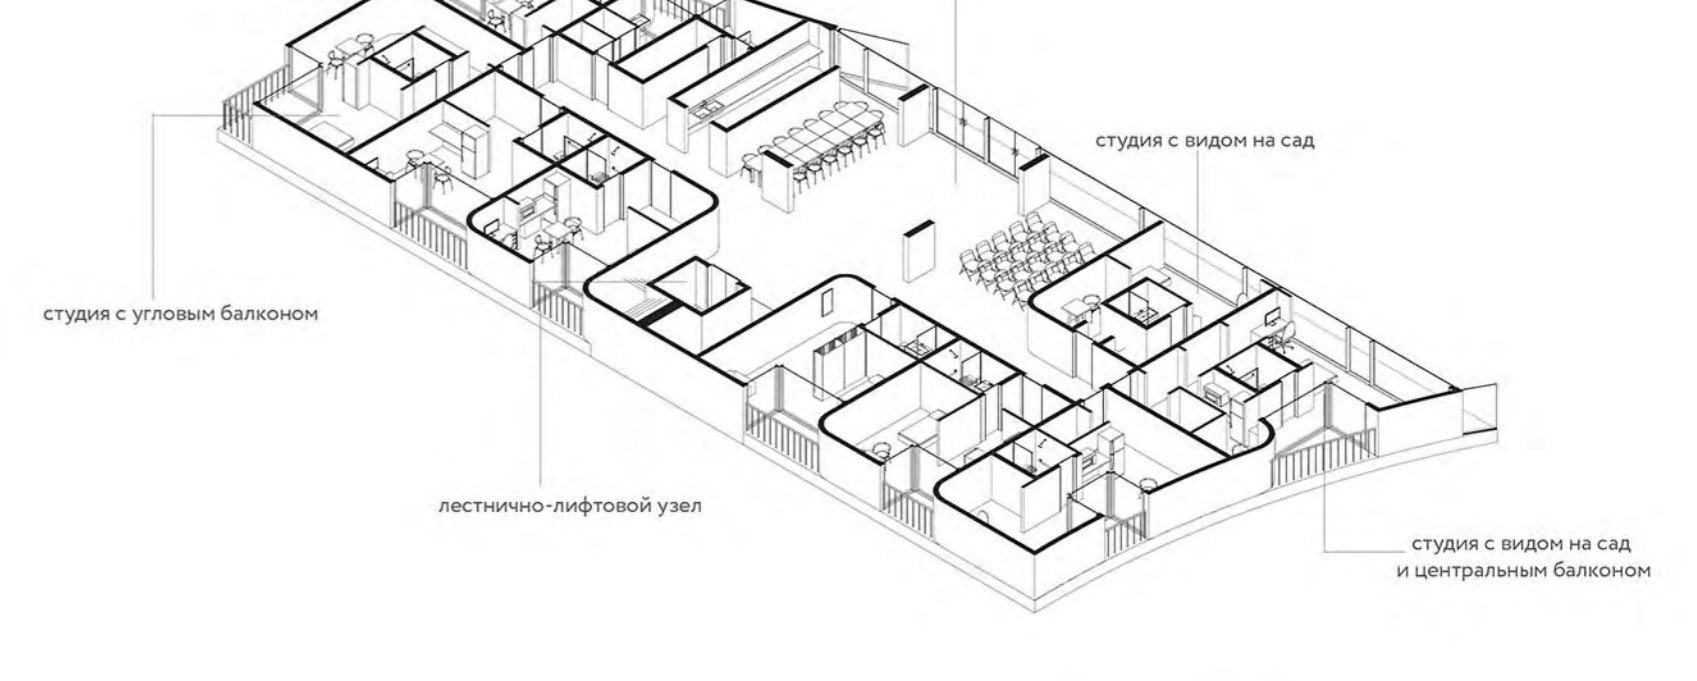 студия с видом на сад
студия с угловым балконом
лестнично-лифтовой узел
студия с видом на сад
и центральным балконом